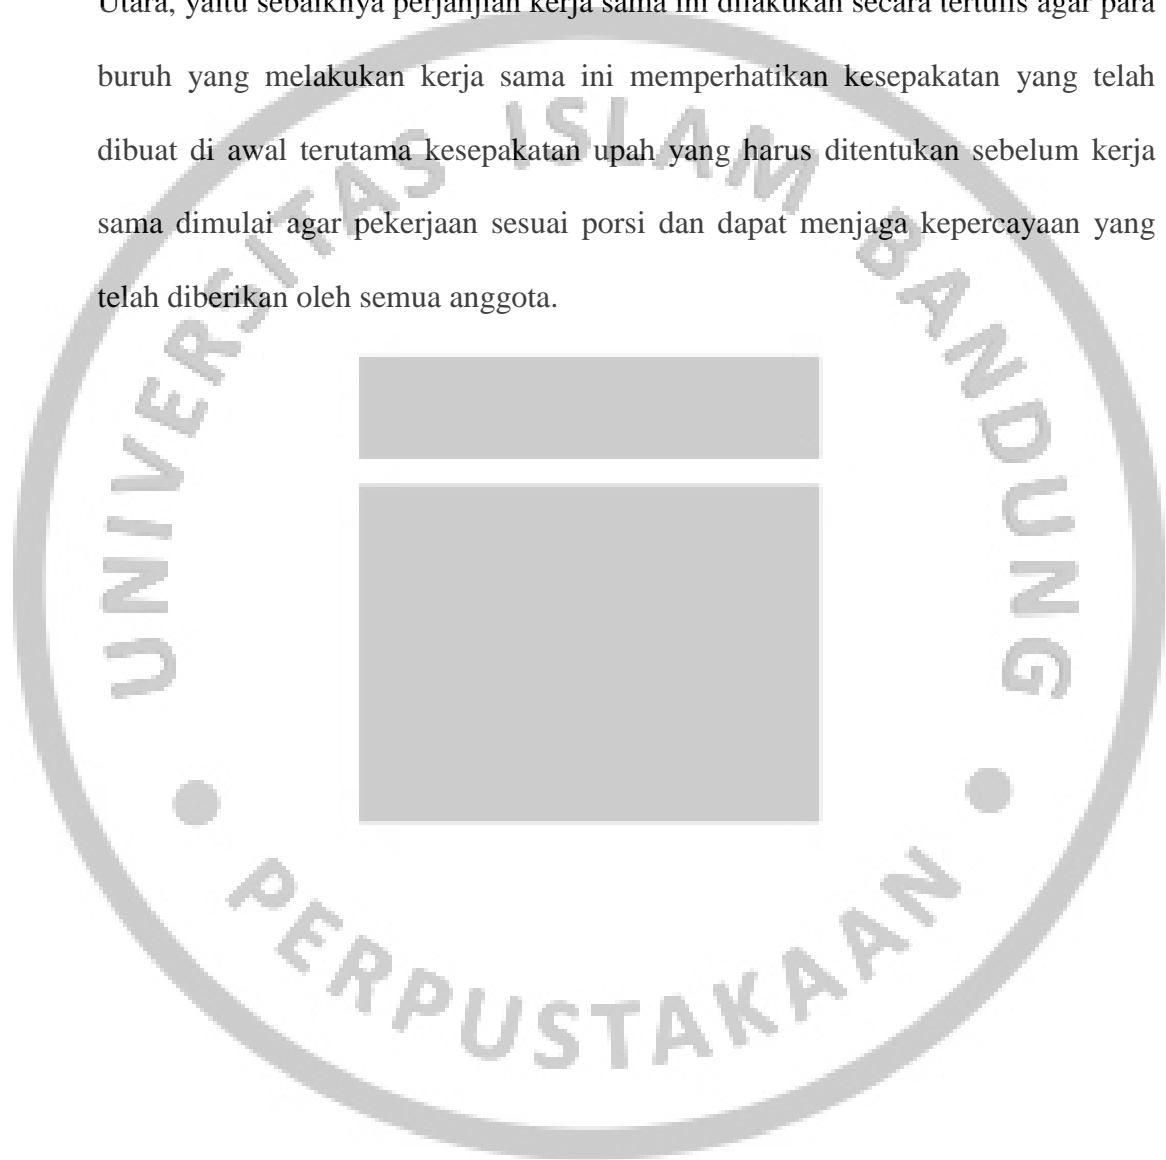 Utara, yaitu sebaiknya perjanjian kerja sama ini dilakukan secara tertulis agar para
buruh yang melakukan kerja sama ini memperhatikan kesepakatan yang telah
dibuat di awal terutama kesepakatan upah yang harus ditentukan sebelum kerja
sama dimulai agar pekerjaan sesuai porsi dan dapat menjaga kepercayaan yang
telah diberikan oleh semua anggota.
UNIVERSITAS ISLAM BANDUNG
PERPUSTAKAAN